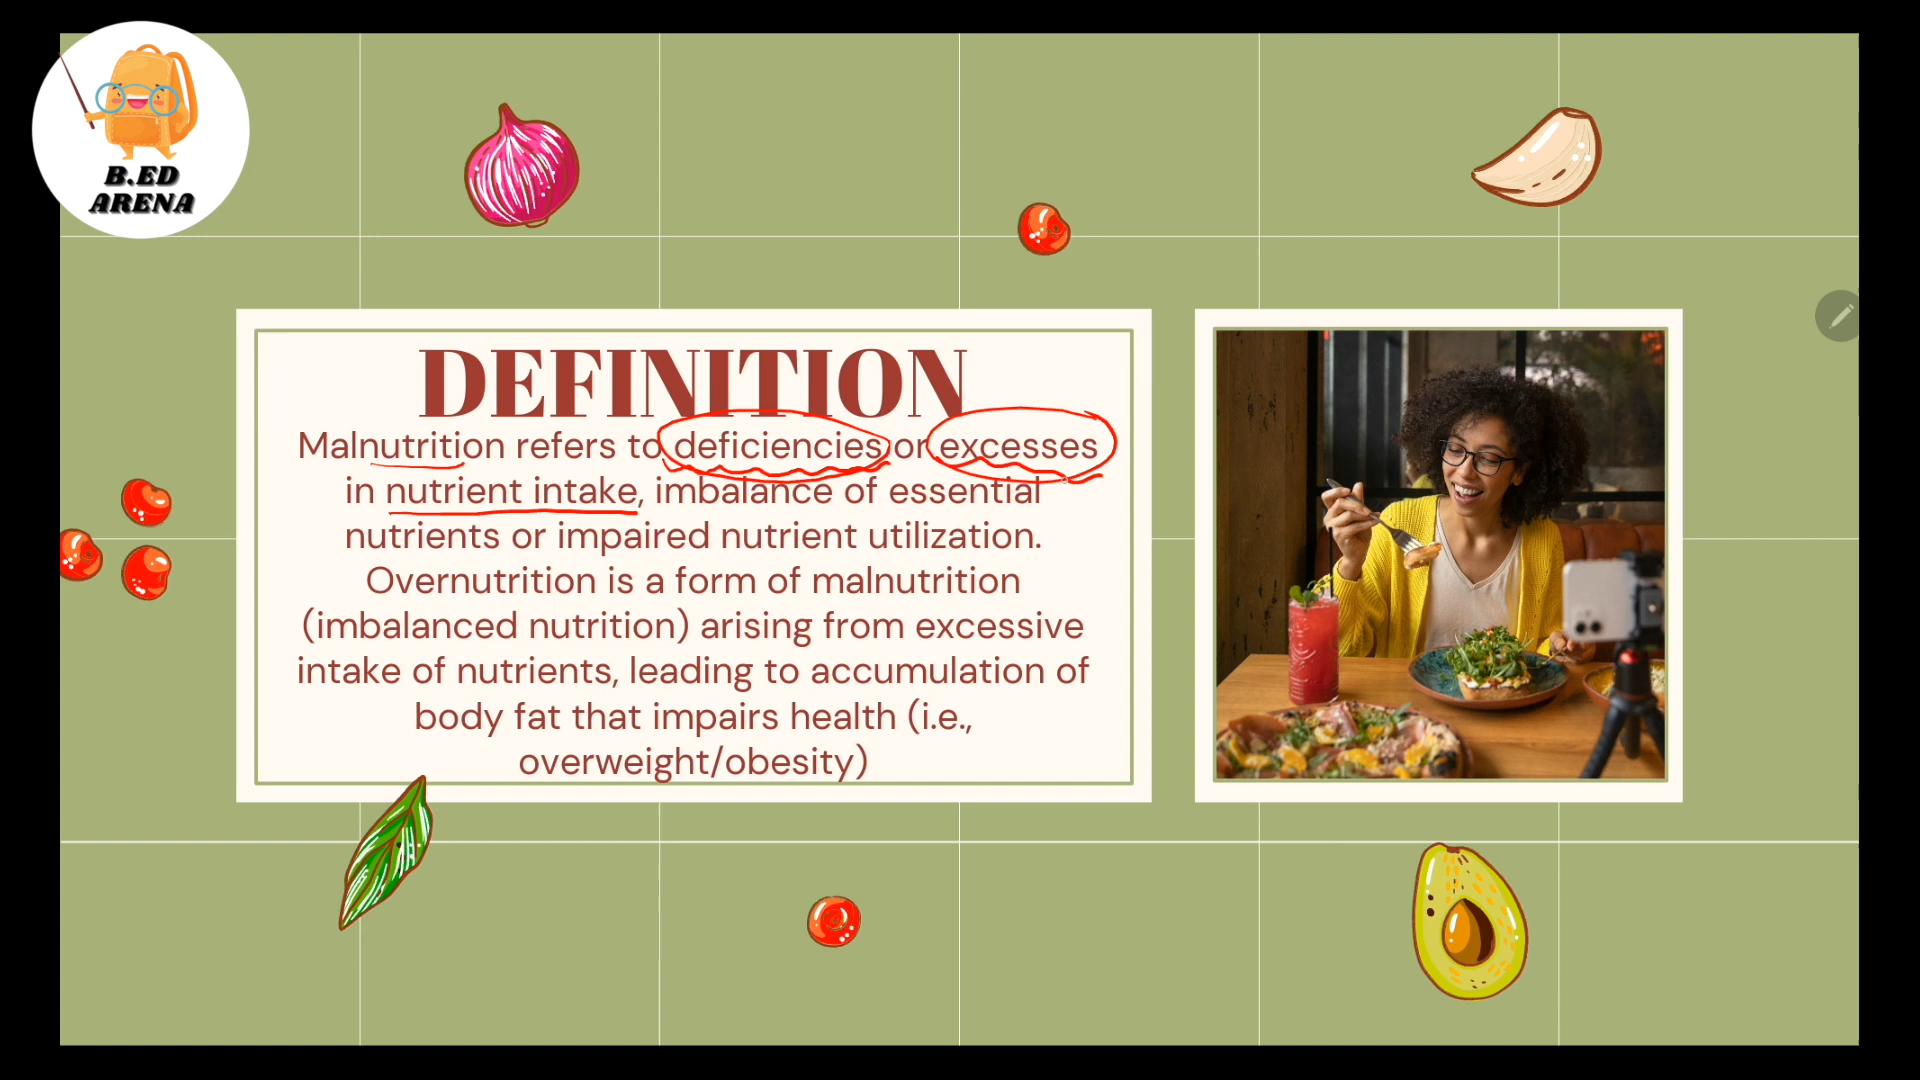 B.ED
ARENA
DEFINITION
Malnutrition refers to deficiencies or excesses
in nutrient intake, imbalance of essential
nutrients or impaired nutrient utilization.
Overnutrition is a form of malnutrition
(imbalanced nutrition) arising from excessive
intake of nutrients, leading to accumulation of
body fat that impairs health (i.e.,
overweight/obesity)